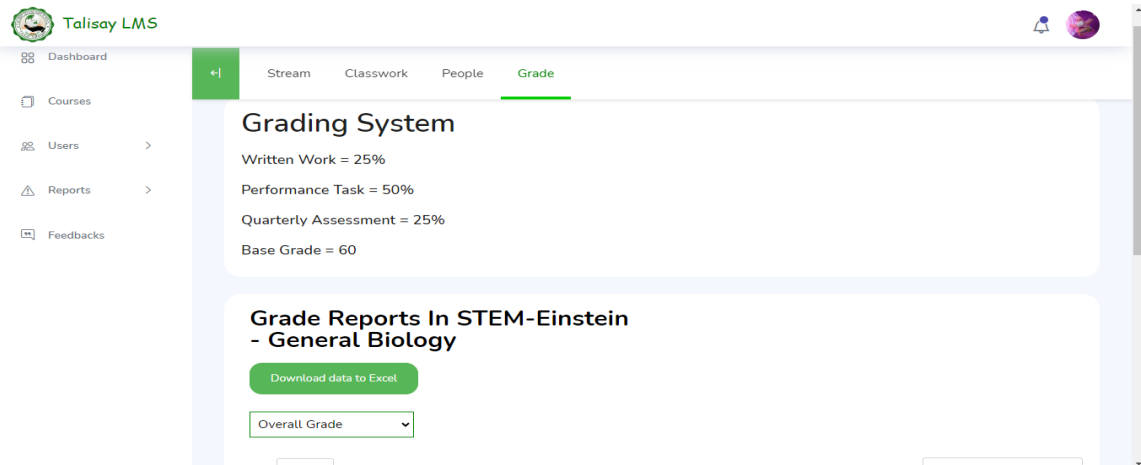 Talisay LMS
Dashboard
Courses
Users
Reports
Feedbacks
Stream Classwork People Grade
Grading System
Written Work = 25%
Performance Task = 50%
Quarterly Assessment = 25%
Base Grade = 60
Grade Reports In STEM-Einstein
- General Biology
Download data to Excel
Overall Grade